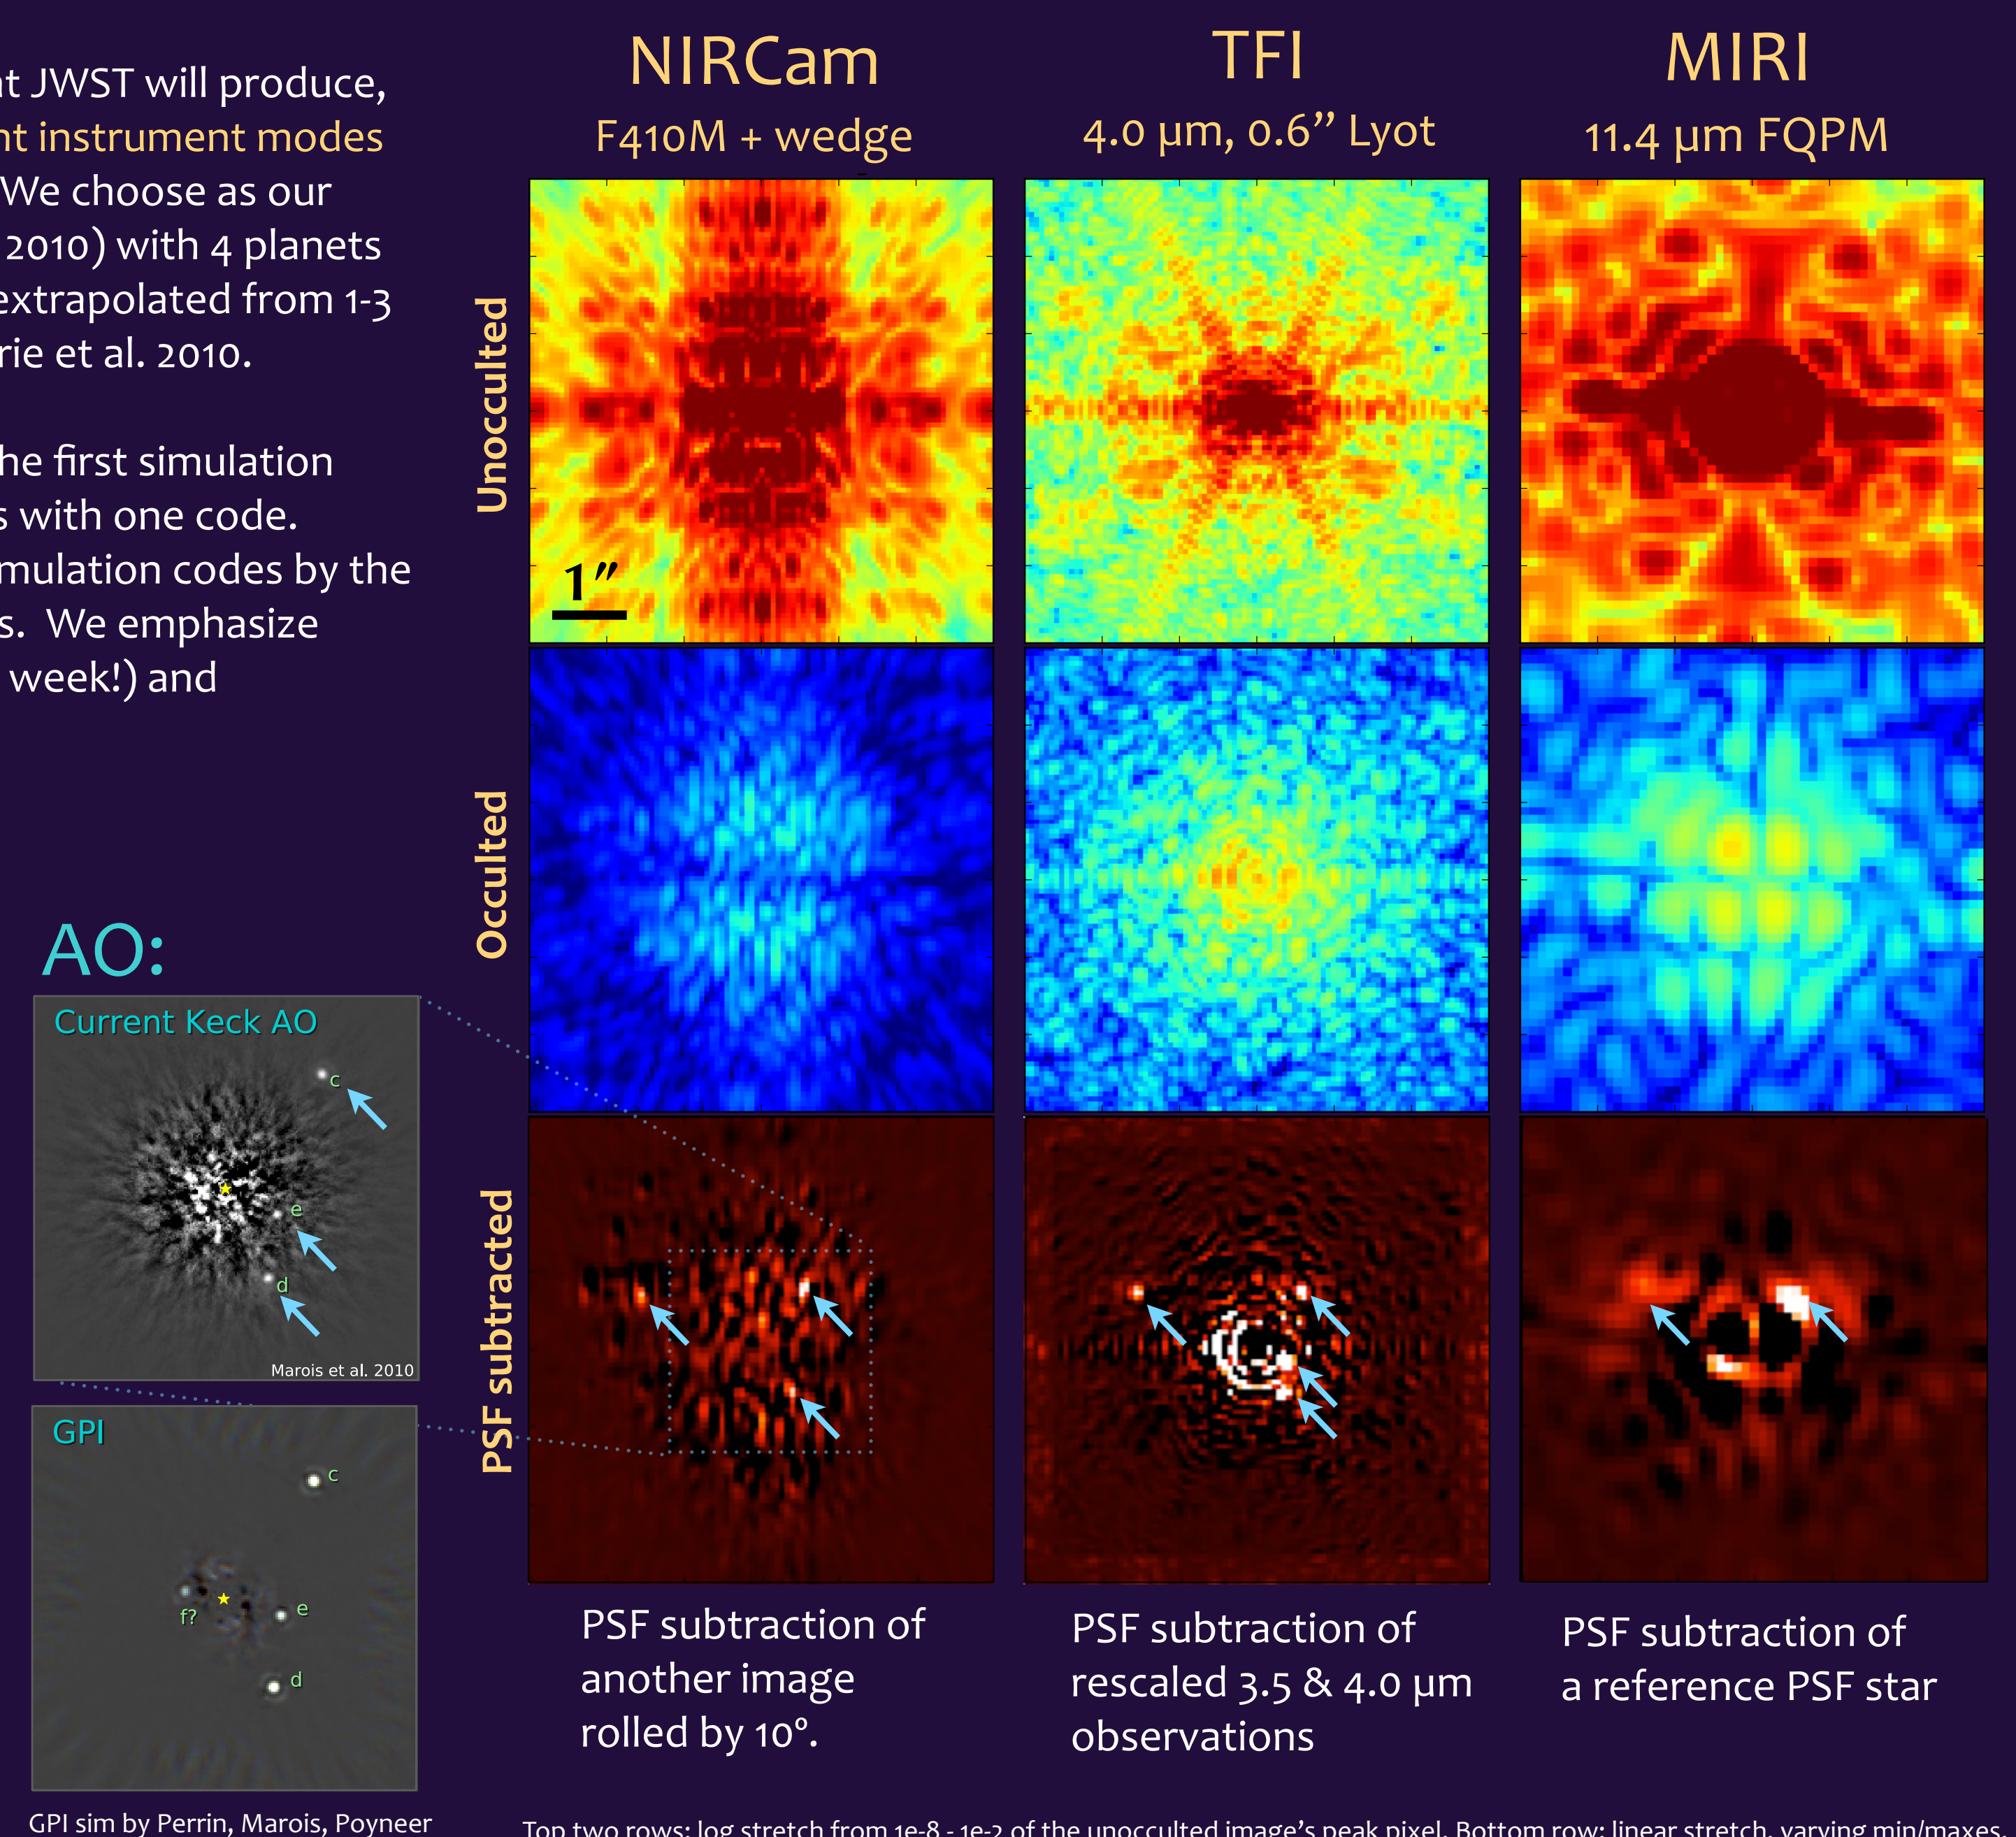 at JWST will produce,
nt instrument modes
We choose as our
2010) with 4 planets
extrapolated from 1-3
rie et al. 2010.
he first simulation
s with one code.
mulation codes by the
s. We emphasize
week!) and
AO:
Current Keck AO
c
e
d
Marois et al. 2010
GPI
c
f?
e
d
GPI sim by Perrin, Marois, Poyneer
NIRCam
F410M + wedge
TFI
4.0 µm, 0.6” Lyot
MIRI
11.4 µm FQPM
Unocculted
1″
Occulted
PSF subtracted
PSF subtraction of
another image
rolled by 10º.
PSF subtraction of
rescaled 3.5 & 4.0 µm
observations
PSF subtraction of
a reference PSF star
Top two rows: log stretch from 1e-8 - 1e-2 of the unocculted image’s peak pixel. Bottom row: linear stretch, varying min/maxes